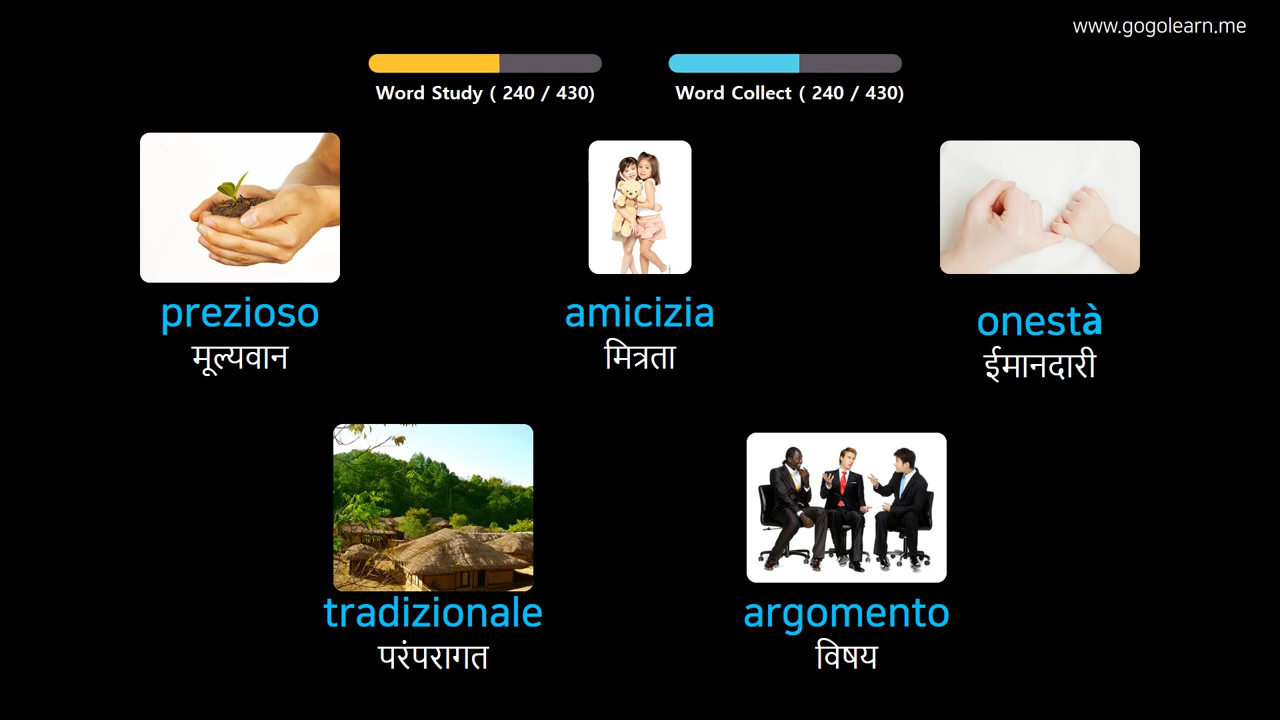 www.gogolearn.me
Word Study ( 240 / 430)
Word Collect ( 240 / 430)
prezioso
मूल्यवान
amicizia
मित्रता
onestà
ईमानदारी
tradizionale
परंपरागत
argomento
विषय